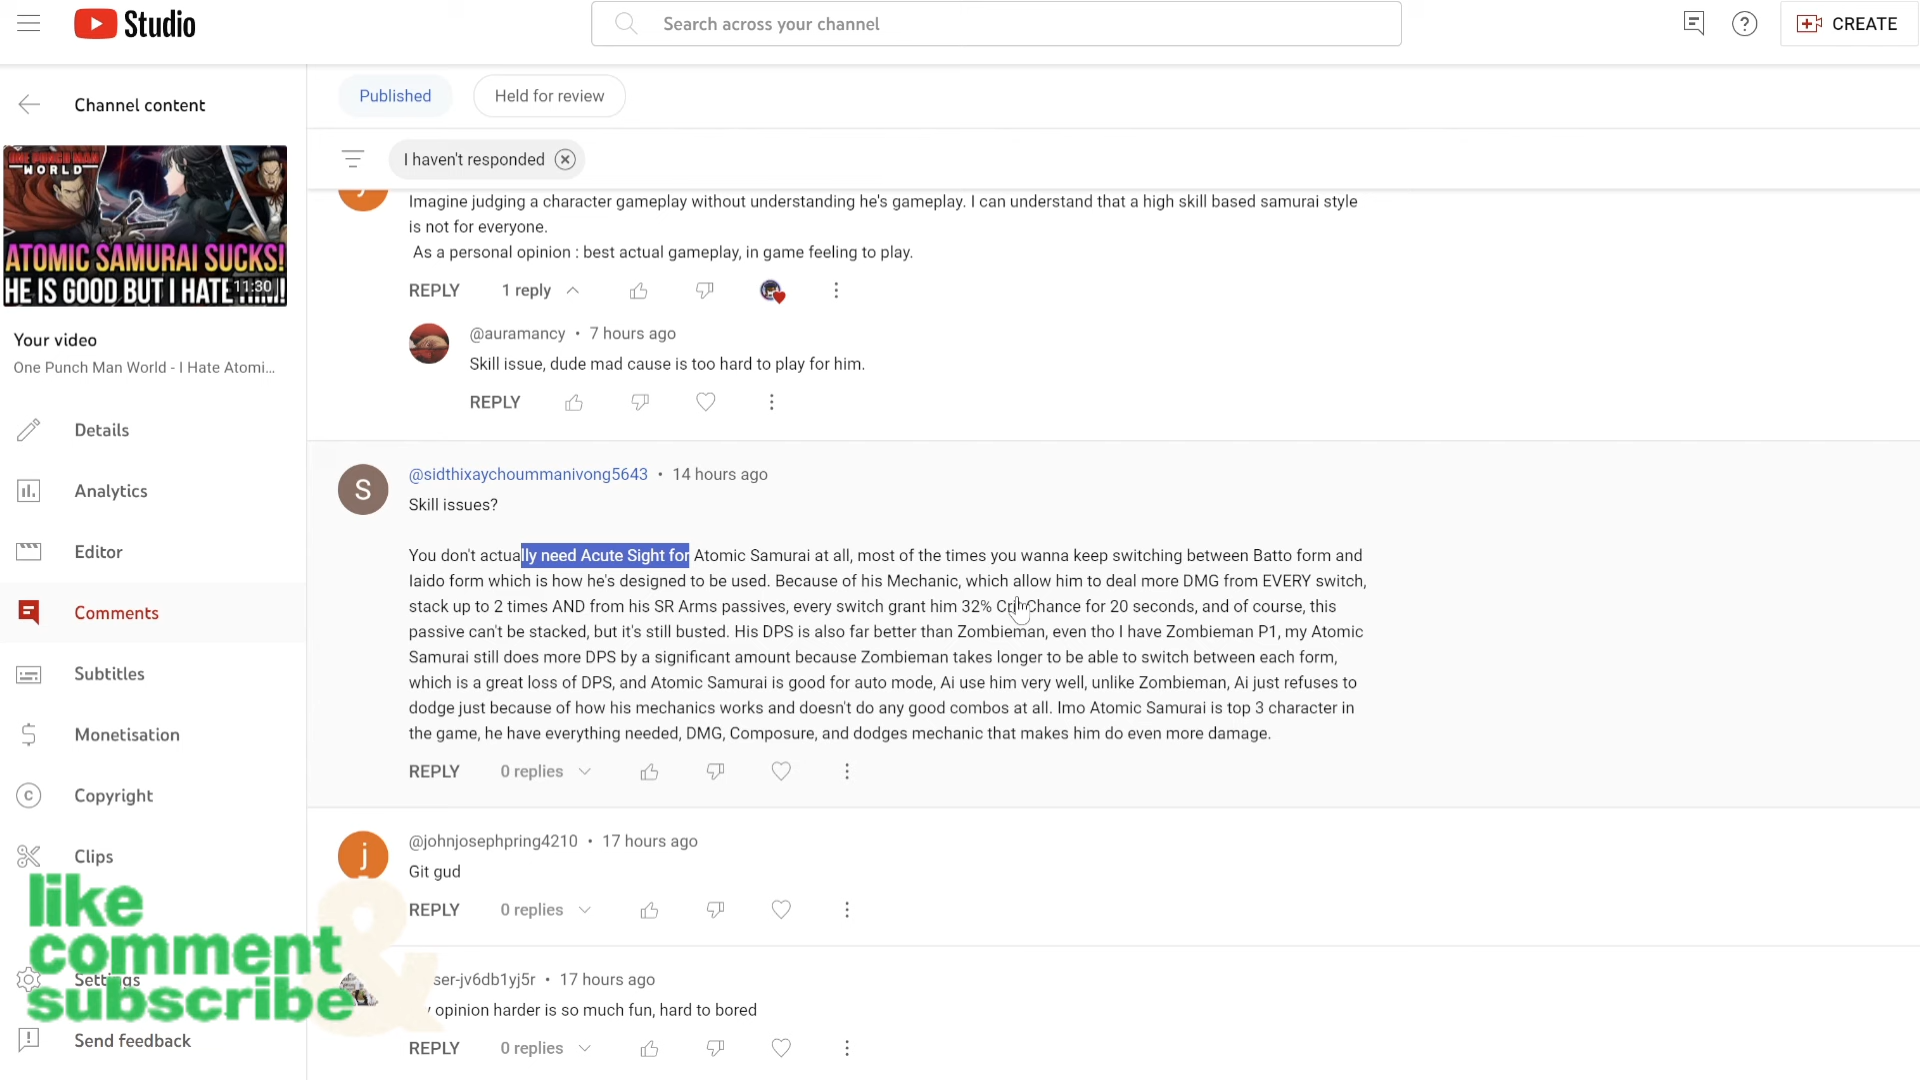 Studio
Search across your channel
CREATE
Channel content
Published
Held for review
I haven't responded
ONE PUNCH MAN
WORLD
ATOMIC SAMURAI SUCKS!
HE IS GOOD BUT I HATE
11:30
Your video
One Punch Man World - I Hate Atomi...
Details
Analytics
Editor
Comments
Subtitles
Monetisation
Copyright
Clips
Settings
Send feedback
like
comment
&
subscribe
Imagine judging a character gameplay without understanding he's gameplay. I can understand that a high skill based samurai style
is not for everyone.
As a personal opinion : best actual gameplay, in game feeling to play.
REPLY 1 reply
@auramancy • 7 hours ago
Skill issue, dude mad cause is too hard to play for him.
REPLY
S
@sidthixaychoummanivong5643 • 14 hours ago
Skill issues?
You don't actually need Acute Sight for Atomic Samurai at all, most of the times you wanna keep switching between Batto form and
Iaido form which is how he's designed to be used. Because of his Mechanic, which allow him to deal more DMG from EVERY switch,
stack up to 2 times AND from his SR Arms passives, every switch grant him 32% Crit Chance for 20 seconds, and of course, this
passive can't be stacked, but it's still busted. His DPS is also far better than Zombieman, even tho I have Zombieman P1, my Atomic
Samurai still does more DPS by a significant amount because Zombieman takes longer to be able to switch between each form,
which is a great loss of DPS, and Atomic Samurai is good for auto mode, Ai use him very well, unlike Zombieman, Ai just refuses to
dodge just because of how his mechanics works and doesn't do any good combos at all. Imo Atomic Samurai is top 3 character in
the game, he have everything needed, DMG, Composure, and dodges mechanic that makes him do even more damage.
REPLY 0 replies
j
@johnjosephpring4210 • 17 hours ago
Git gud
REPLY 0 replies
ser-jv6db1yj5r • 17 hours ago
opinion harder is so much fun, hard to bored
REPLY 0 replies